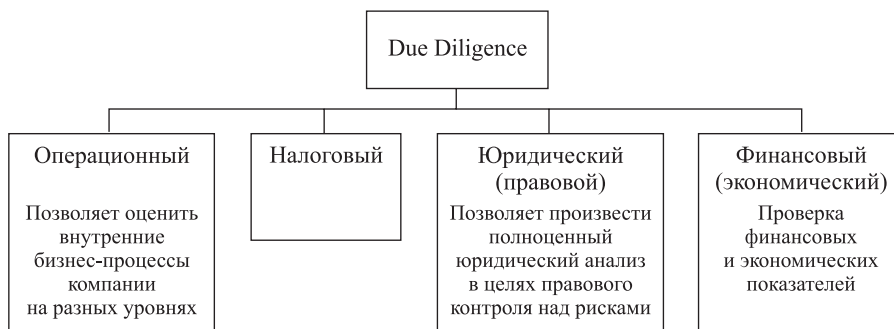 Due Diligence
Операционный
Позволяет оценить
внутренние
бизнес-процессы
компании
на разных уровнях
Налоговый
Юридический
(правовой)
Позволяет произвести
полноценный
юридический анализ
в целях правового
контроля над рисками
Финансовый
(экономический)
Проверка
финансовых
и экономических
показателей